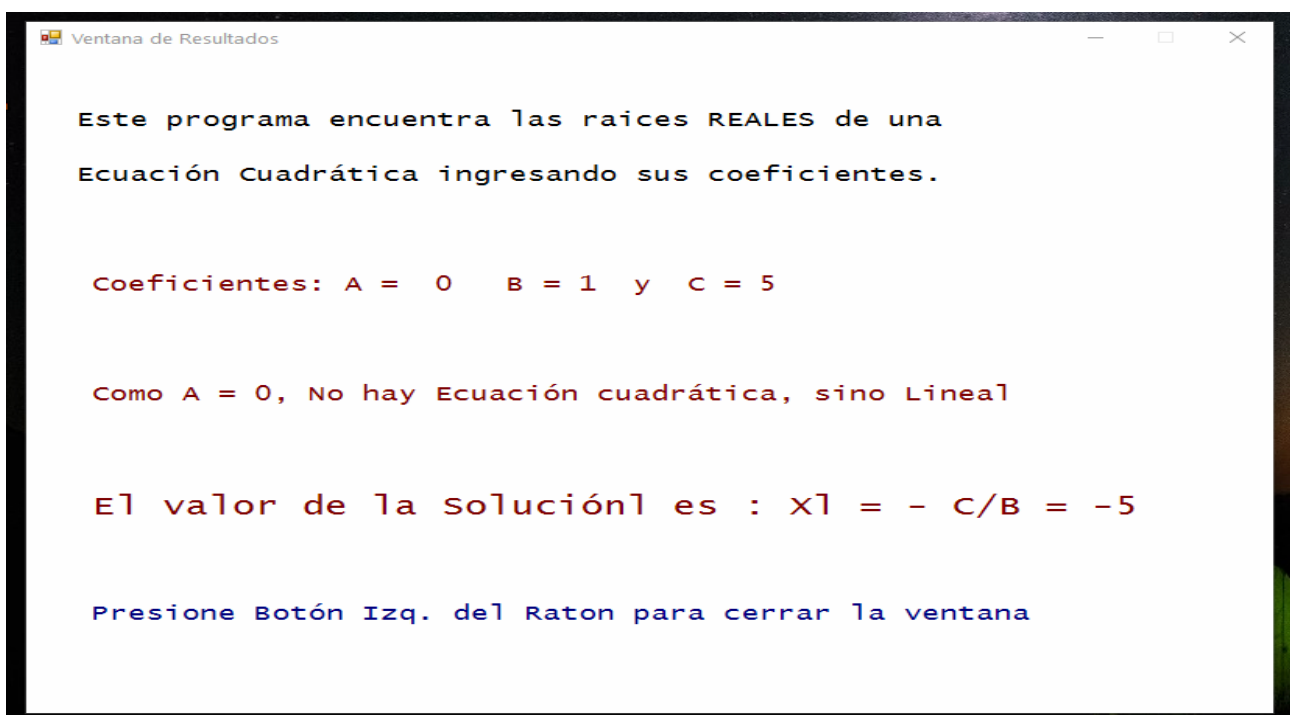 Ventana de Resultados
Este programa encuentra las raices REALES de una
Ecuación Cuadrática ingresando sus coeficientes.
Coeficientes: A = 0 B = 1 y C = 5
Como A = 0, No hay Ecuación cuadrática, sino Lineal
El valor de la Soluciónl es : Xl = - C/B = -5
Presione Botón Izq. del Raton para cerrar la ventana